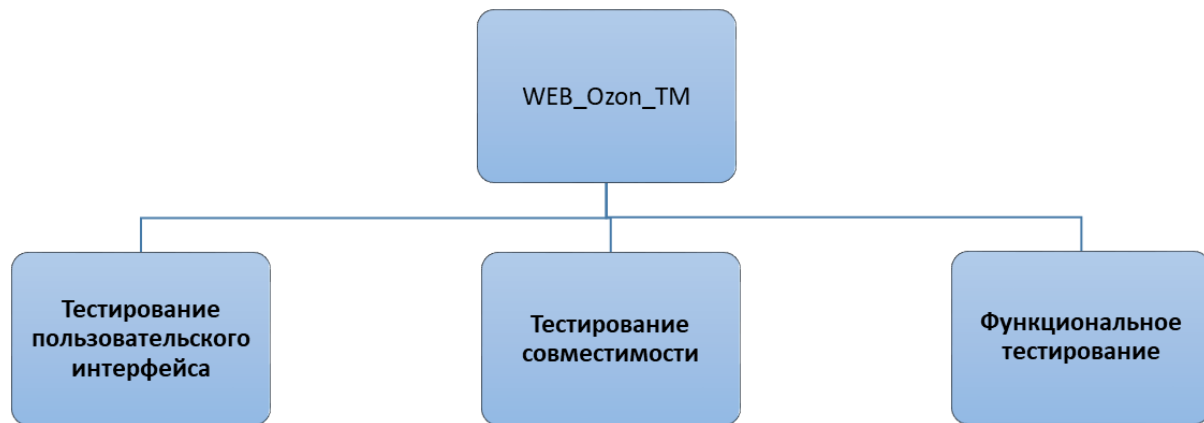 WEB_Ozon_TM
Тестирование
пользовательского
интерфейса
Тестирование
совместимости
Функциональное
тестирование